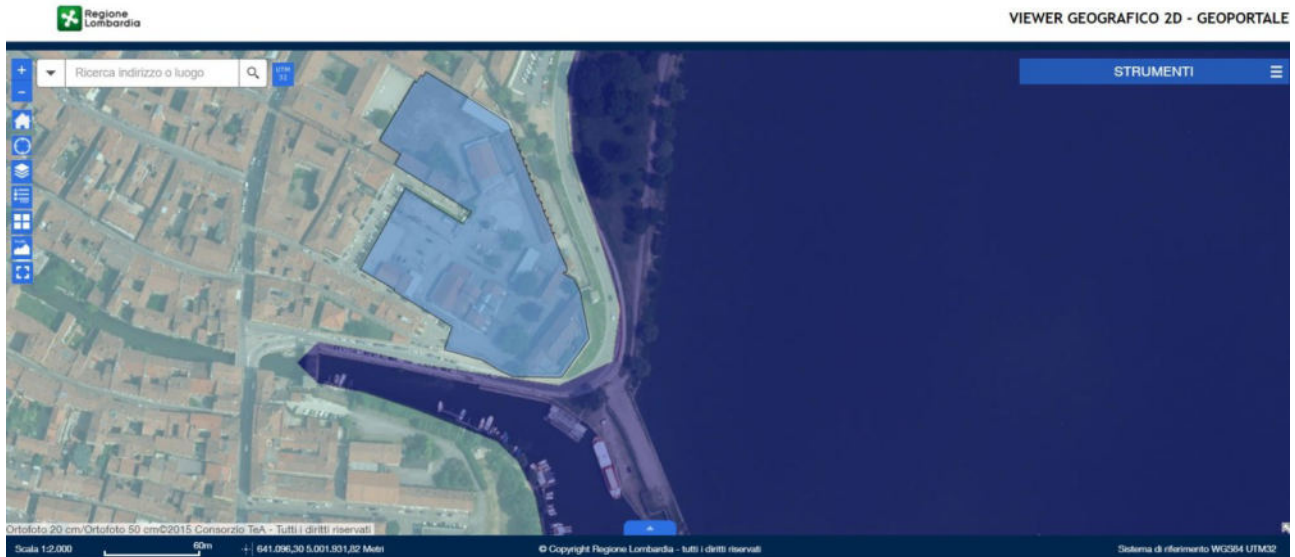 Regione
Lombardia
VIEWER GEOGRAFICO 2D - GEOPORTALE
+
Ricerca indirizzo o luogo
UTM
32
STRUMENTI
-
Ortofoto 20 cm/Ortofoto 50 cm©2015 Consorzio TeA - Tutti i diritti riservati
Scala 1:2.000
60m
641.096,30 5.001.931,82 Metri
© Copyright Regione Lombardia - tutti i diritti riservati
Sistema di riferimento WGS84 UTM32